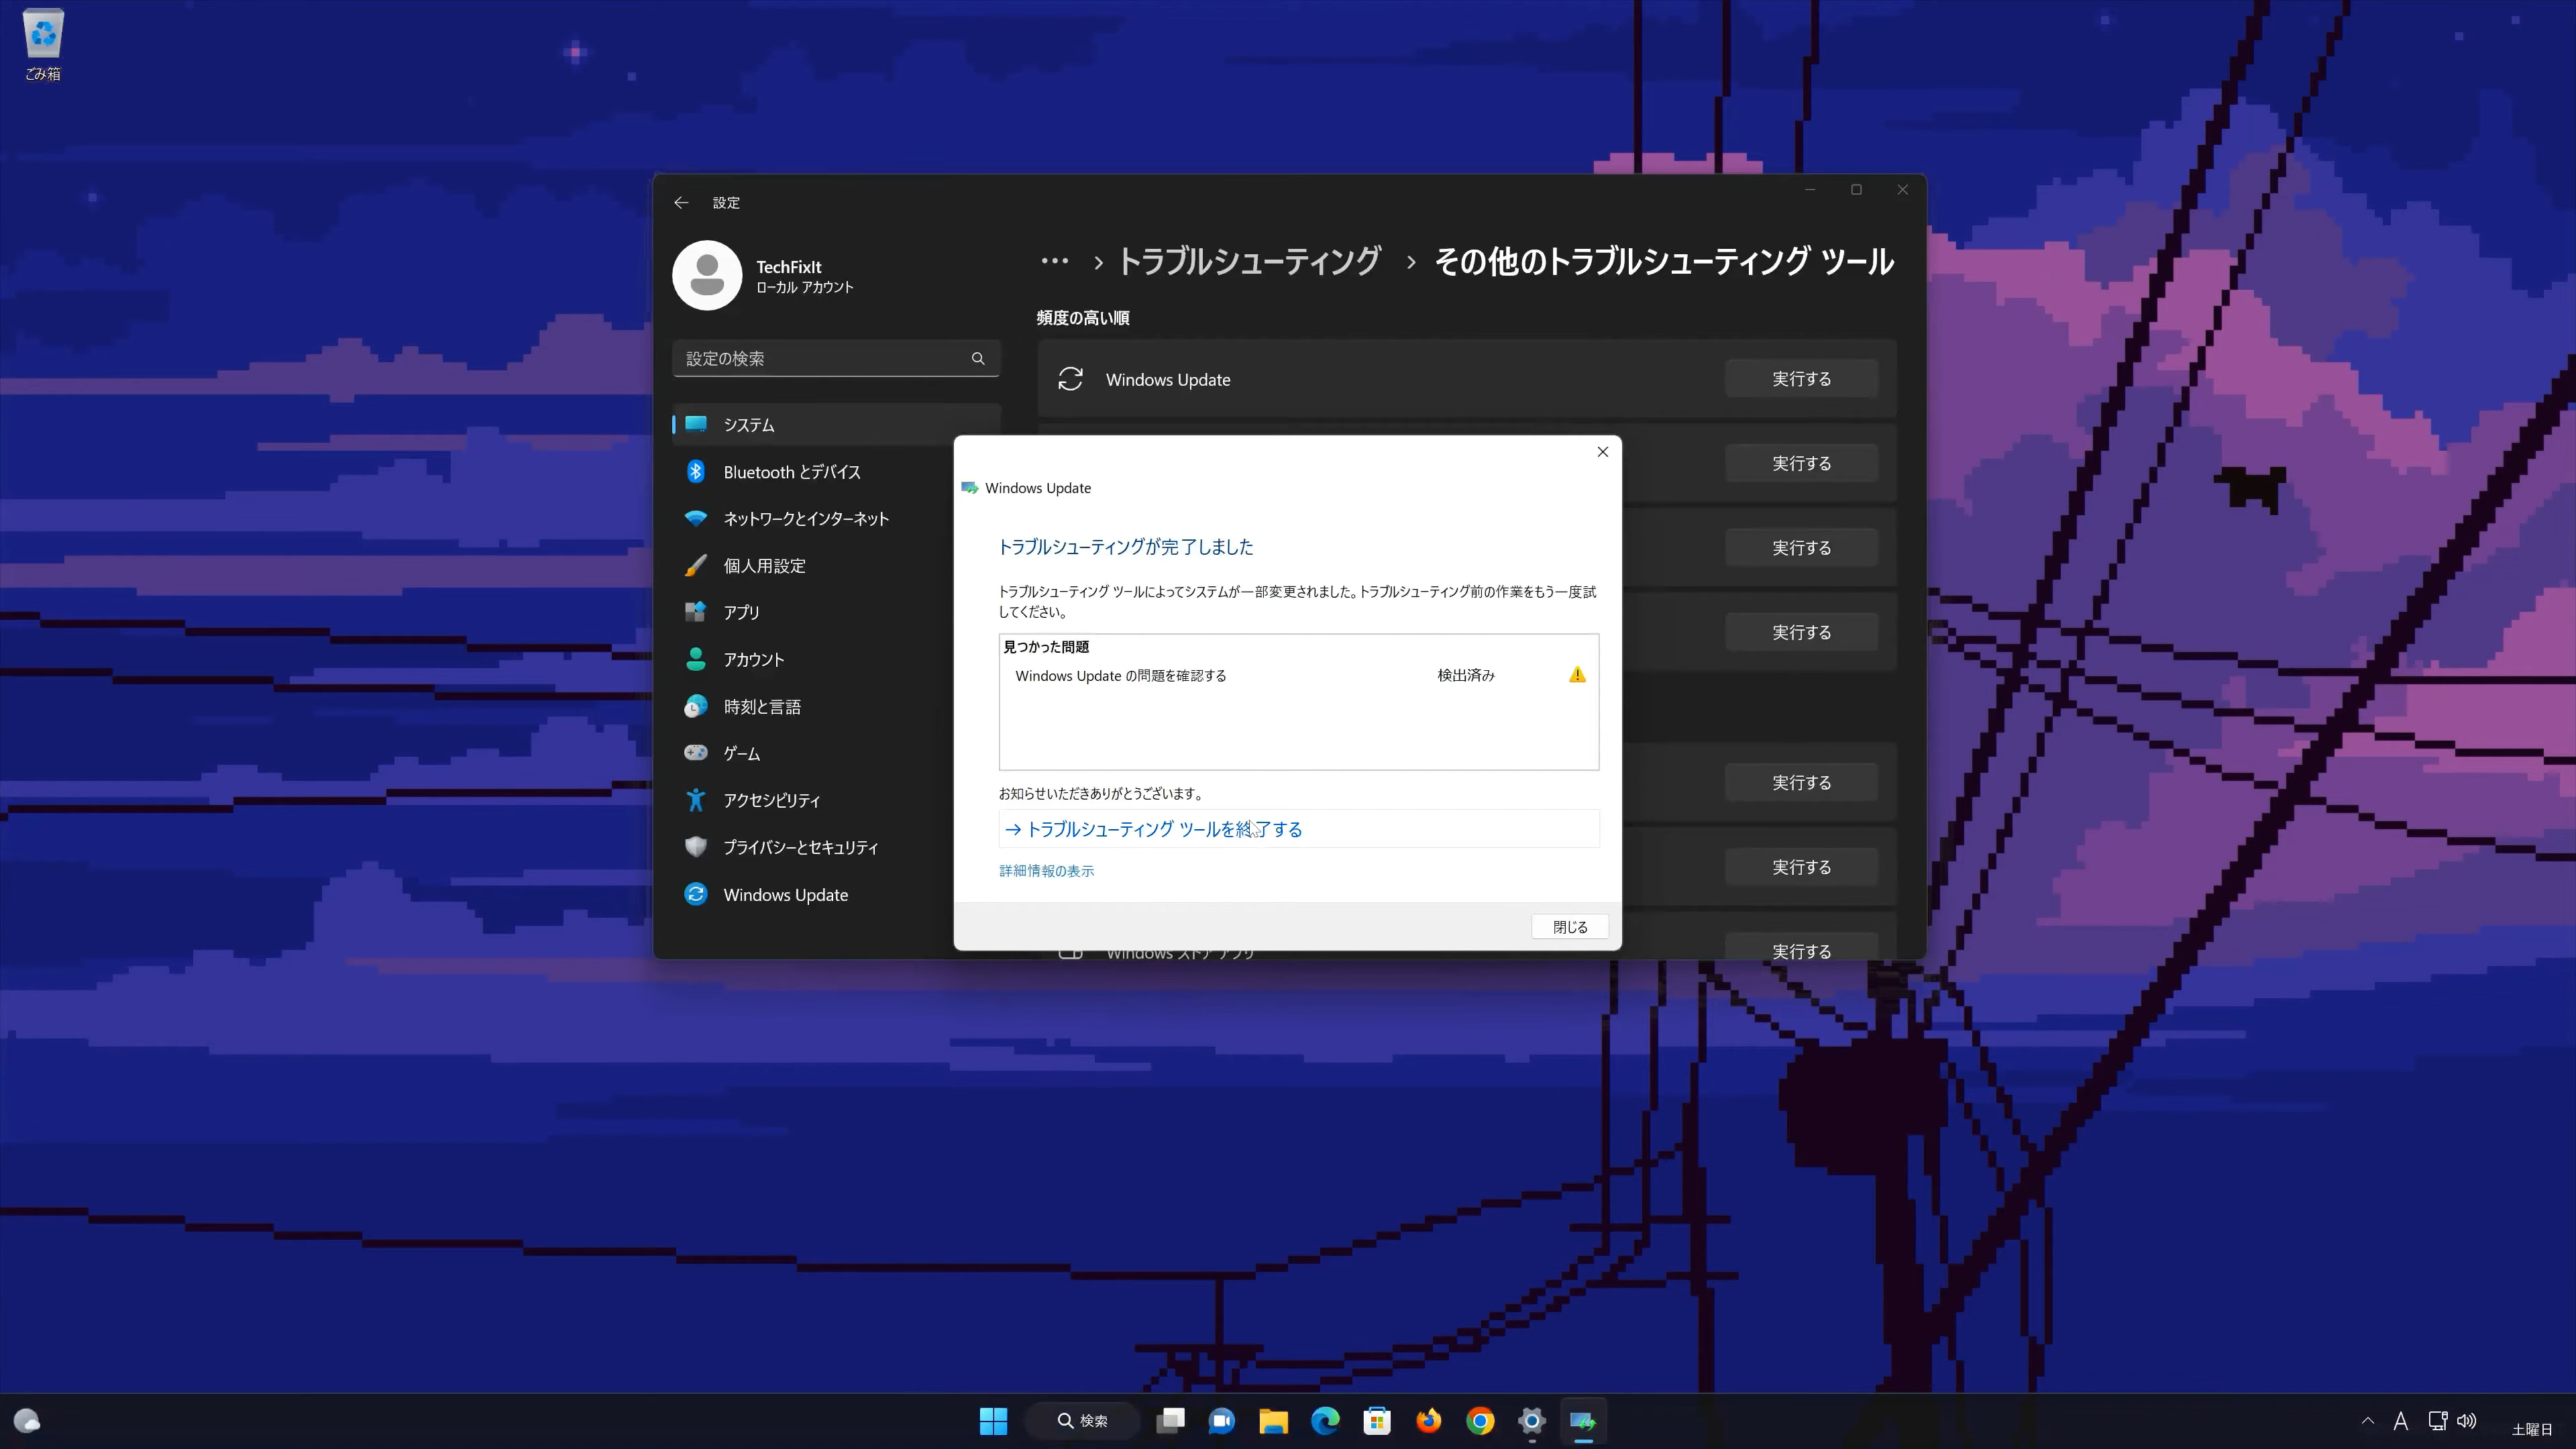 ごみ箱
設定
TechFixIt
ローカル アカウント
設定の検索
システム
Bluetooth とデバイス
ネットワークとインターネット
個人用設定
アプリ
アカウント
時刻と言語
ゲーム
アクセシビリティ
プライバシーとセキュリティ
Windows Update
… › トラブルシューティング › その他のトラブルシューティング ツール
頻度の高い順
Windows Update 実行する
実行する
実行する
実行する
実行する
実行する
Windows ストア アプリ 実行する
Windows Update
トラブルシューティングが完了しました
トラブルシューティング ツールによってシステムが一部変更されました。トラブルシューティング前の作業をもう一度試
してください。
見つかった問題
Windows Update の問題を確認する 検出済み
お知らせいただきありがとうございます。
→ トラブルシューティング ツールを終了する
詳細情報の表示
閉じる
検索
A
土曜日